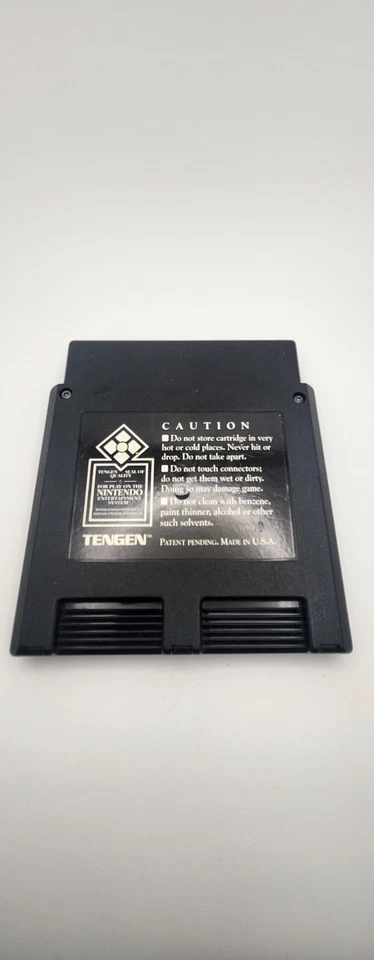 CAUTION
■ Do not store cartridge in very
hot or cold places. Never hit or
drop. Do not take apart.
■ Do not touch connectors;
do not get them wet or dirty.
Doing so may damage game.
■ Do not clean with benzene,
paint thinner, alcohol or other
such solvents.
PATENT PENDING. MADE IN U.S.A.
TENGEN SEAL OF
QUALITY
FOR PLAY ON THE
NINTENDO
ENTERTAINMENT
SYSTEM
TENGEN™